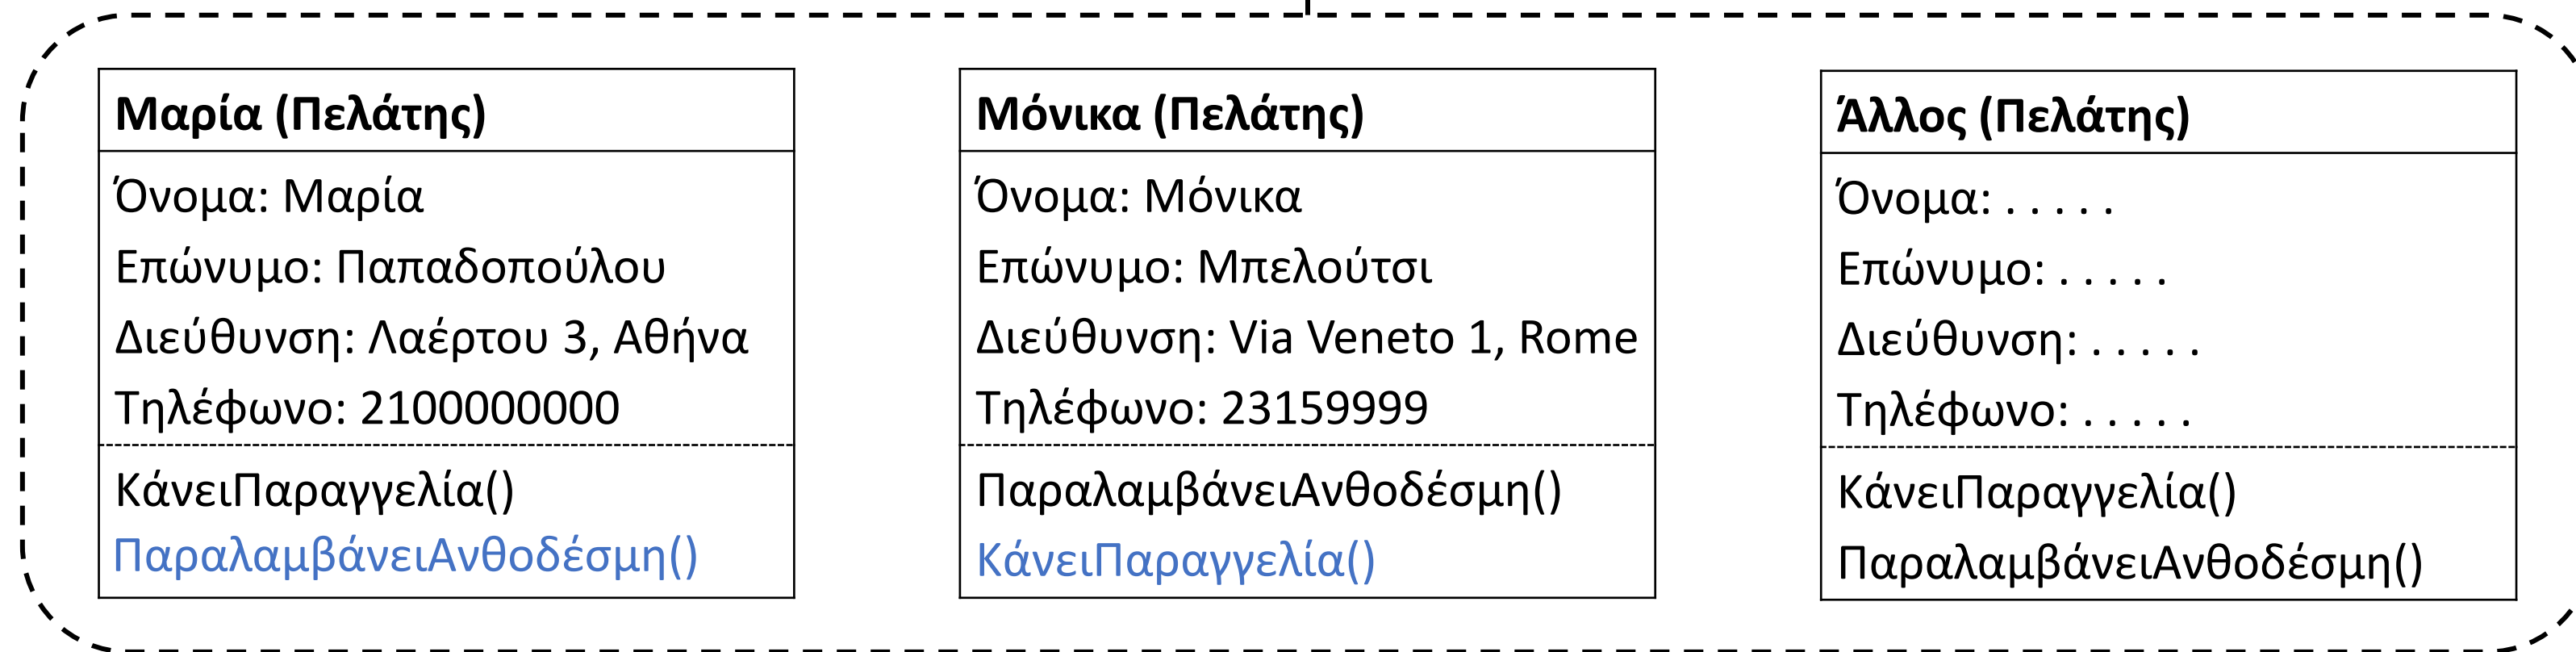 Μαρία (Πελάτης)
Όνομα: Μαρία
Επώνυμο: Παπαδοπούλου
Διεύθυνση: Λαέρτου 3, Αθήνα
Τηλέφωνο: 2100000000
ΚάνειΠαραγγελία()
ΠαραλαμβάνειΑνθοδέσμη()
Μόνικα (Πελάτης)
Όνομα: Μόνικα
Επώνυμο: Μπελούτσι
Διεύθυνση: Via Veneto 1, Rome
Τηλέφωνο: 23159999
ΠαραλαμβάνειΑνθοδέσμη()
ΚάνειΠαραγγελία()
Άλλος (Πελάτης)
Όνομα: . . . . .
Επώνυμο: . . . . .
Διεύθυνση: . . . . .
Τηλέφωνο: . . . . .
ΚάνειΠαραγγελία()
ΠαραλαμβάνειΑνθοδέσμη()